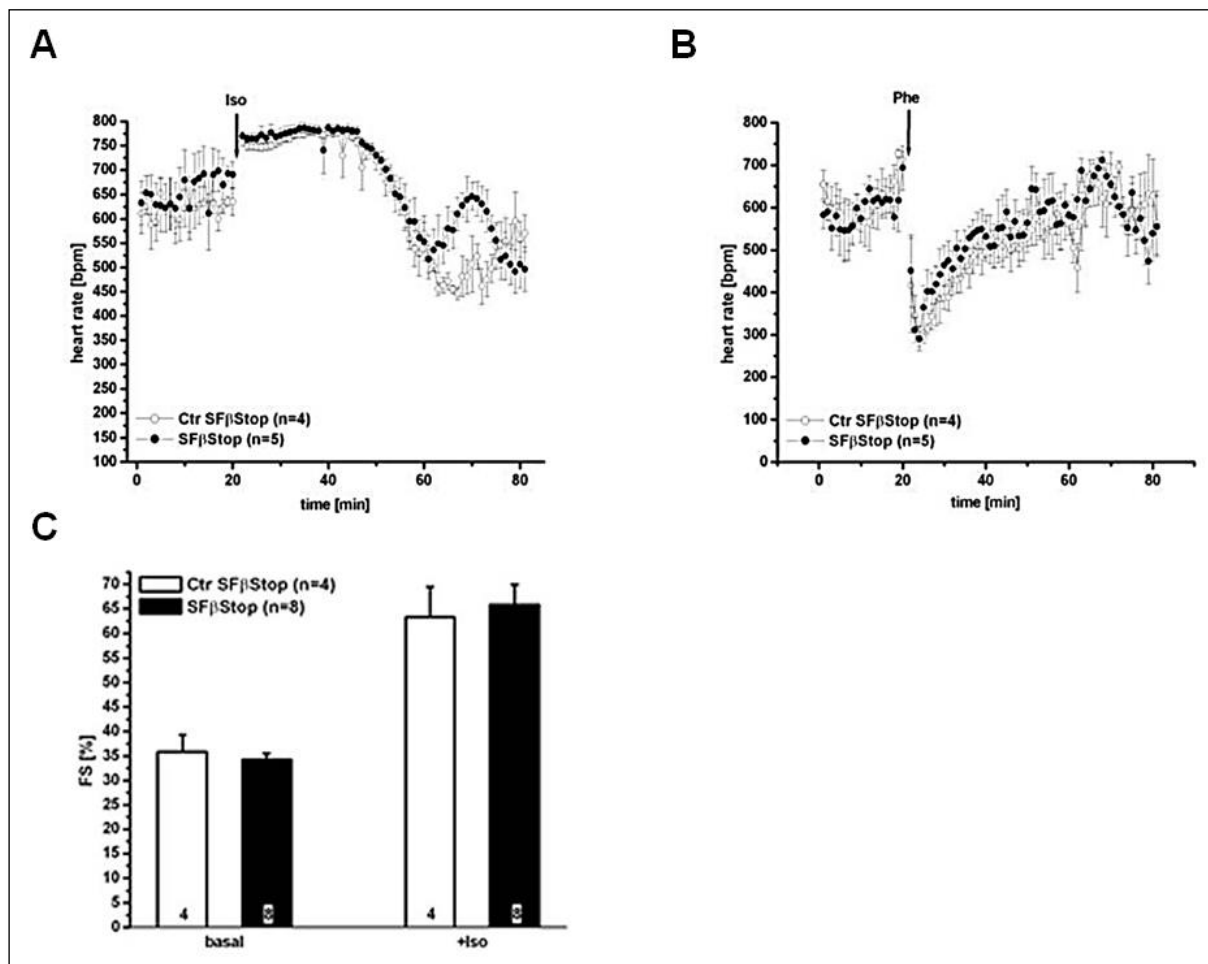 A
Iso
800
750
700
650
600
550
500
450
400
350
300
250
200
150
100
heart rate [bpm]
Ctr SFβStop (n=4)
SFβStop (n=5)
0 20 40 60 80
time [min]
B
Phe
800
700
600
500
400
300
200
100
0
heart rate [bpm]
Ctr SFβStop (n=4)
SFβStop (n=5)
0 20 40 60 80
time [min]
C
70
65
60
55
50
45
40
35
30
25
20
15
10
5
0
FS [%]
Ctr SFβStop (n=4)
SFβStop (n=8)
4 8 4 8
basal +Iso